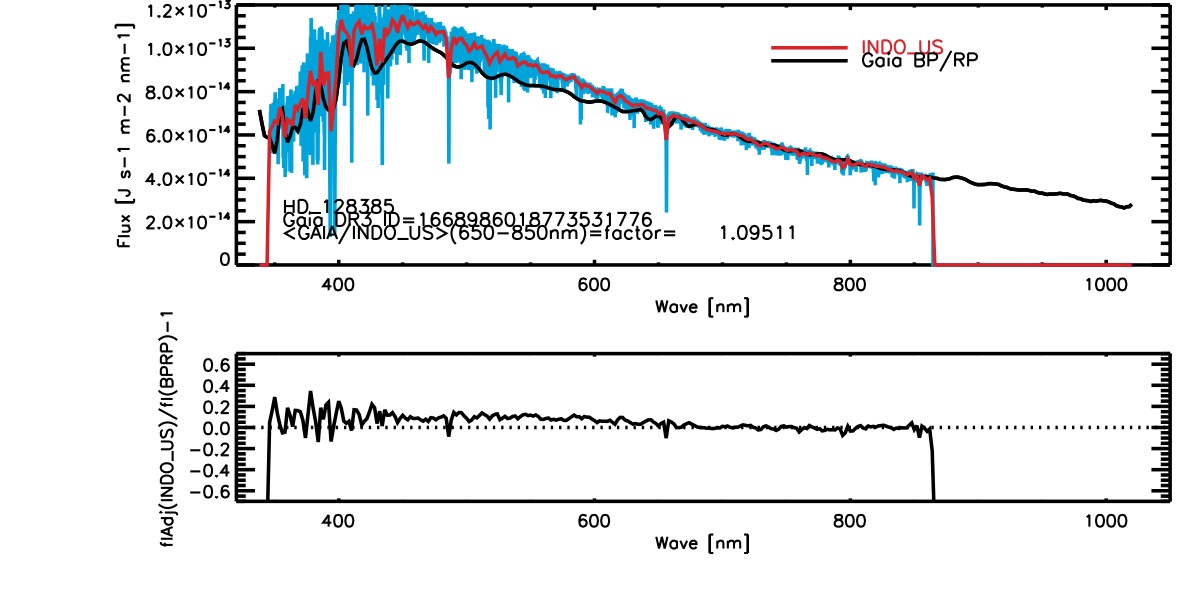 1.2×10−13
1.0×10−13
8.0×10−14
6.0×10−14
4.0×10−14
2.0×10−14
0
Flux [J s−1 m−2 nm−1]
INDO_US
Gaia BP/RP
HD_128385
Gaia DR3 ID=1668986018773531776
<GAIA/INDO_US>(650−850nm)=factor= 1.09511
400 600 800 1000
Wave [nm]
flAdj(INDO_US)/fl(BPRP)−1
0.6
0.4
0.2
0.0
−0.2
−0.4
−0.6
400 600 800 1000
Wave [nm]